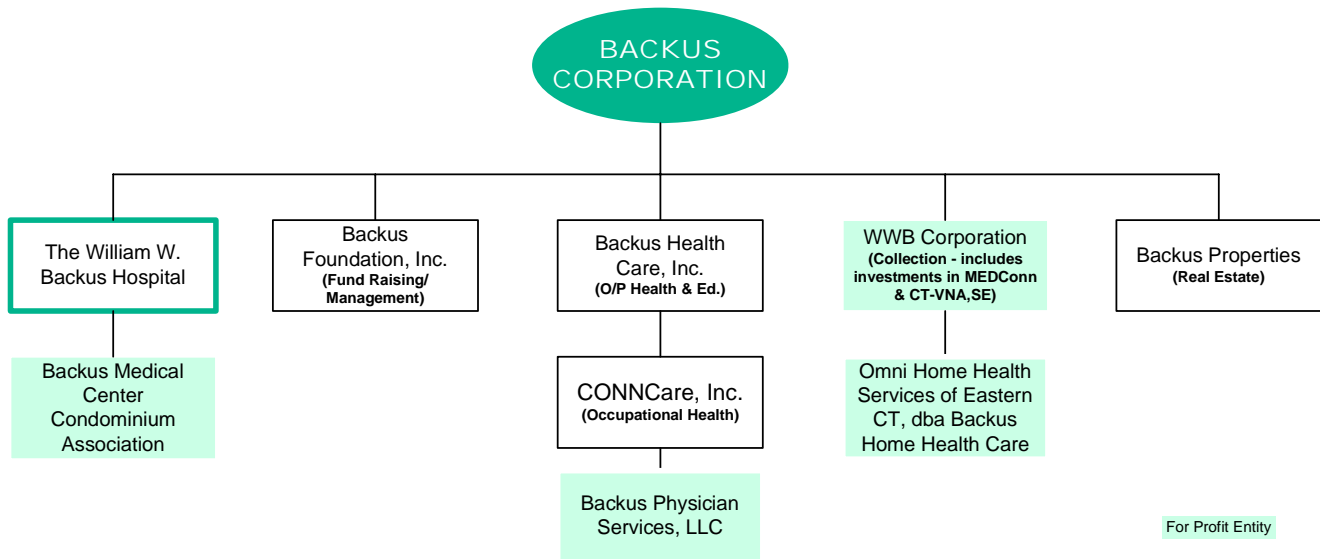 BACKUS
CORPORATION
The William W.
Backus Hospital
Backus
Foundation, Inc.
(Fund Raising/
Management)
Backus Health
Care, Inc.
(O/P Health & Ed.)
WWB Corporation
(Collection - includes
investments in MEDConn
& CT-VNA,SE)
Backus Properties
(Real Estate)
Backus Medical
Center
Condominium
Association
CONNCare, Inc.
(Occupational Health)
Omni Home Health
Services of Eastern
CT, dba Backus
Home Health Care
Backus Physician
Services, LLC
For Profit Entity